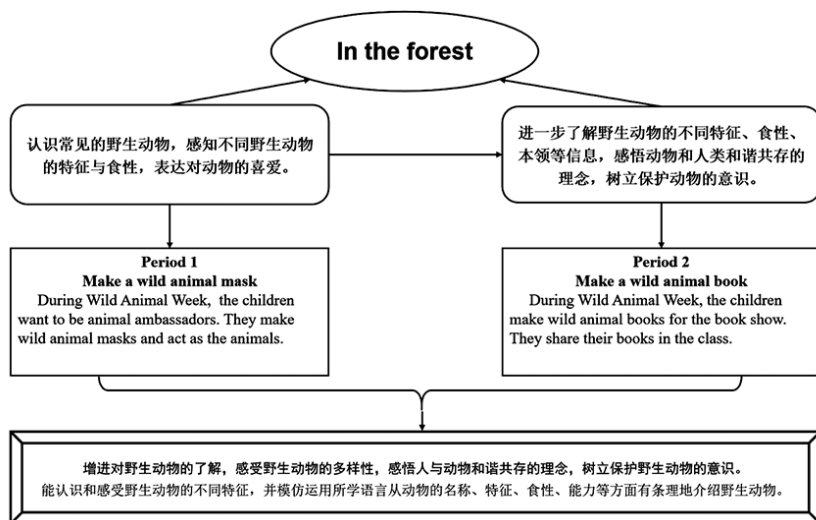 In the forest
认识常见的野生动物，感知不同野生动物
的特征与食性，表达对动物的喜爱。
进一步了解野生动物的不同特征、食性、
本领等信息，感悟动物和人类和谐共存的
理念，树立保护动物的意识。
Period 1
Make a wild animal mask
During Wild Animal Week, the children
want to be animal ambassadors. They make
wild animal masks and act as the animals.
Period 2
Make a wild animal book
During Wild Animal Week, the children
make wild animal books for the book show.
They share their books in the class.
增进对野生动物的了解，感受野生动物的多样性，感悟人与动物和谐共存的理念，树立保护野生动物的意识。
能认识和感受野生动物的不同特征，并模仿运用所学语言从动物的名称、特征、食性、能力等方面有条理地介绍野生动物。